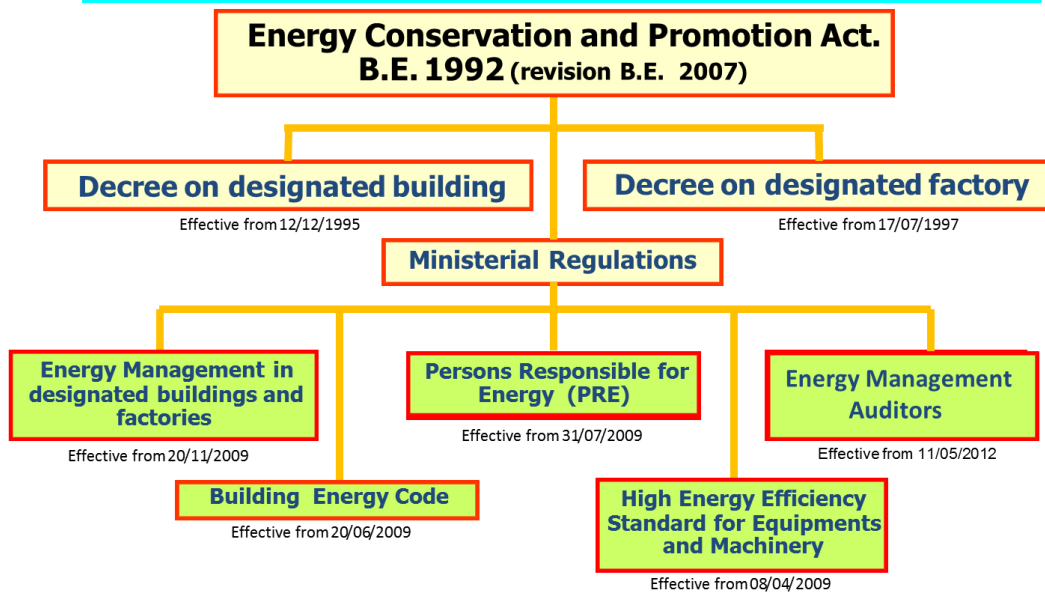 Energy Conservation and Promotion Act.
B.E. 1992 (revision B.E. 2007)
Decree on designated building
Effective from 12/12/1995
Decree on designated factory
Effective from 17/07/1997
Ministerial Regulations
Energy Management in
designated buildings and
factories
Effective from 20/11/2009
Persons Responsible for
Energy (PRE)
Effective from 31/07/2009
Energy Management
Auditors
Effective from 11/05/2012
Building Energy Code
Effective from 20/06/2009
High Energy Efficiency
Standard for Equipments
and Machinery
Effective from 08/04/2009